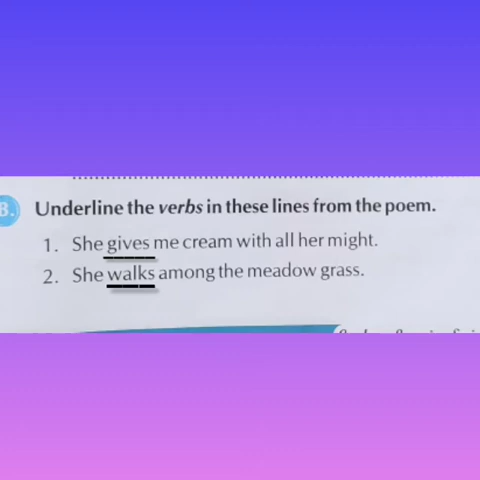 B.
Underline the verbs in these lines from the poem.
1. She gives me cream with all her might.
2. She walks among the meadow grass.